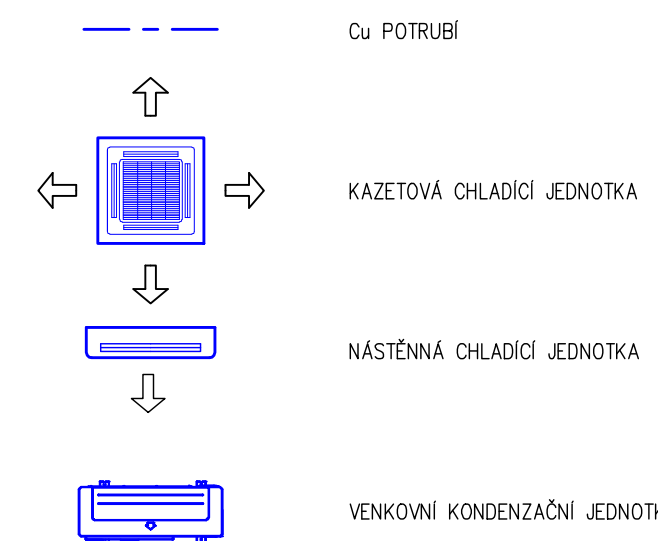 Cu POTRUBÍ
KAZETOVÁ CHLADÍCÍ JEDNOTKA
NÁSTĚNNÁ CHLADÍCÍ JEDNOTKA
VENKOVNÍ KONDENZAČNÍ